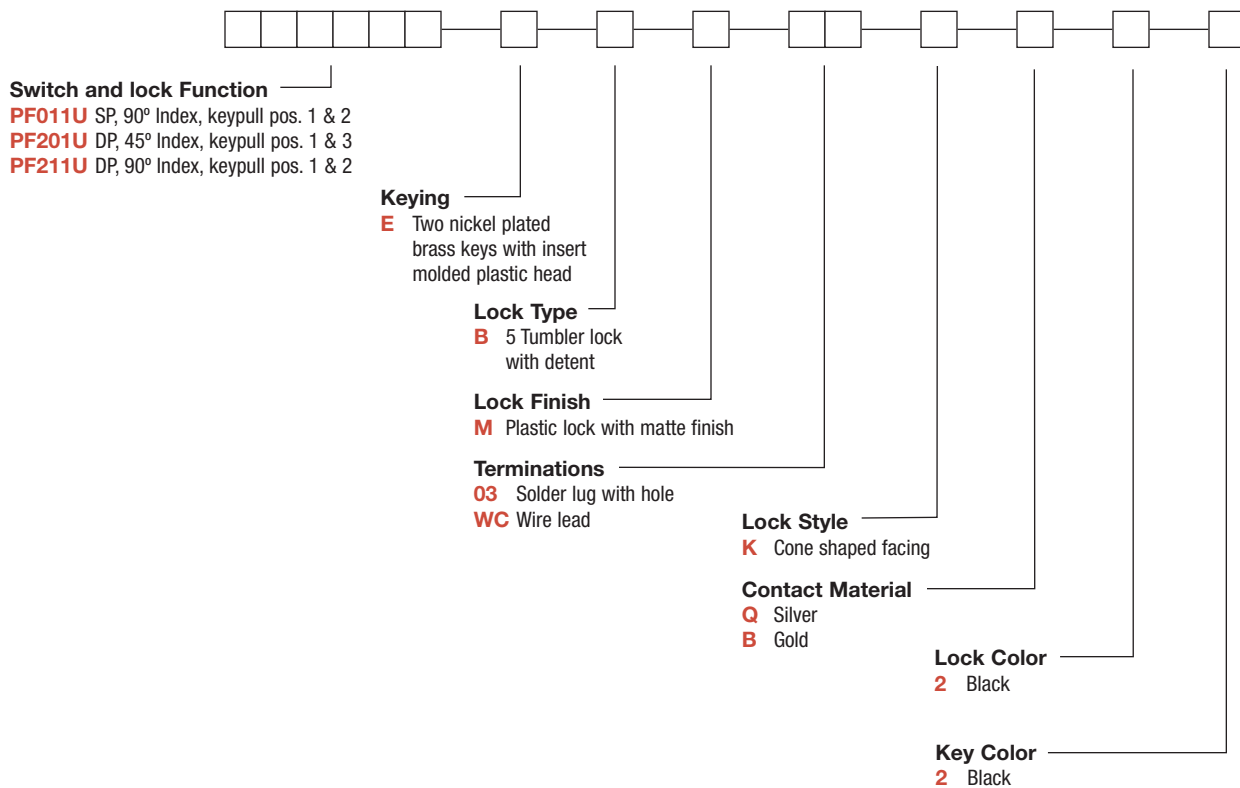 Switch and lock Function
PF011U SP, 90º Index, keypull pos. 1 & 2
PF201U DP, 45º Index, keypull pos. 1 & 3
PF211U DP, 90º Index, keypull pos. 1 & 2
Keying
E Two nickel plated
brass keys with insert
molded plastic head
Lock Type
B 5 Tumbler lock
with detent
Lock Finish
M Plastic lock with matte finish
Terminations
03 Solder lug with hole
WC Wire lead
Lock Style
K Cone shaped facing
Contact Material
Q Silver
B Gold
Lock Color
2 Black
Key Color
2 Black